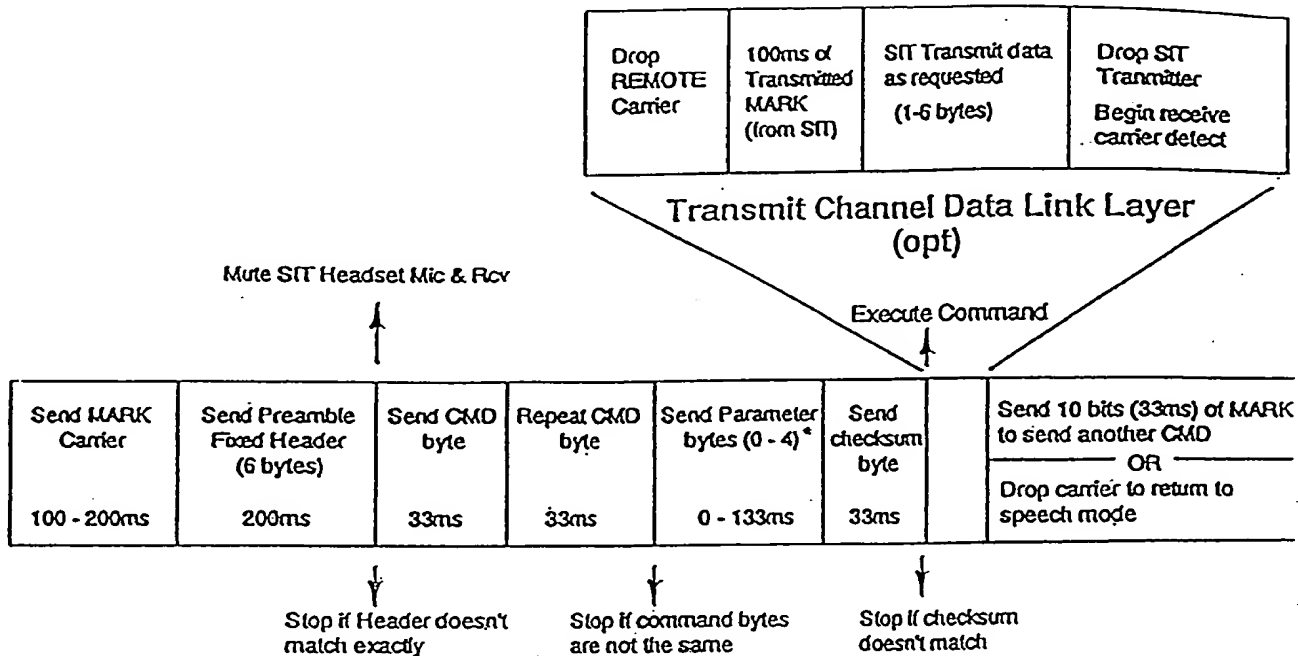 Drop
REMOTE
Carrier
100ms of
Transmitted
MARK
(from SIT)
SIT Transmit data
as requested
(1-6 bytes)
Drop SIT
Tranmitter
Begin receive
carrier detect
Transmit Channel Data Link Layer
(opt)
Mute SIT Headset Mic & Rcv
Execute Command
Send MARK
Carrier
100 - 200ms
Send Preamble
Fixed Header
(6 bytes)
200ms
Send CMD
byte
33ms
Repeat CMD
byte
33ms
Send Parameter
bytes (0 - 4)*
0 - 133ms
Send
checksum
byte
33ms
Send 10 bits (33ms) of MARK
to send another CMD
OR
Drop carrier to return to
speech mode
Stop if Header doesn't
match exactly
Stop if command bytes
are not the same
Stop if checksum
doesn't match